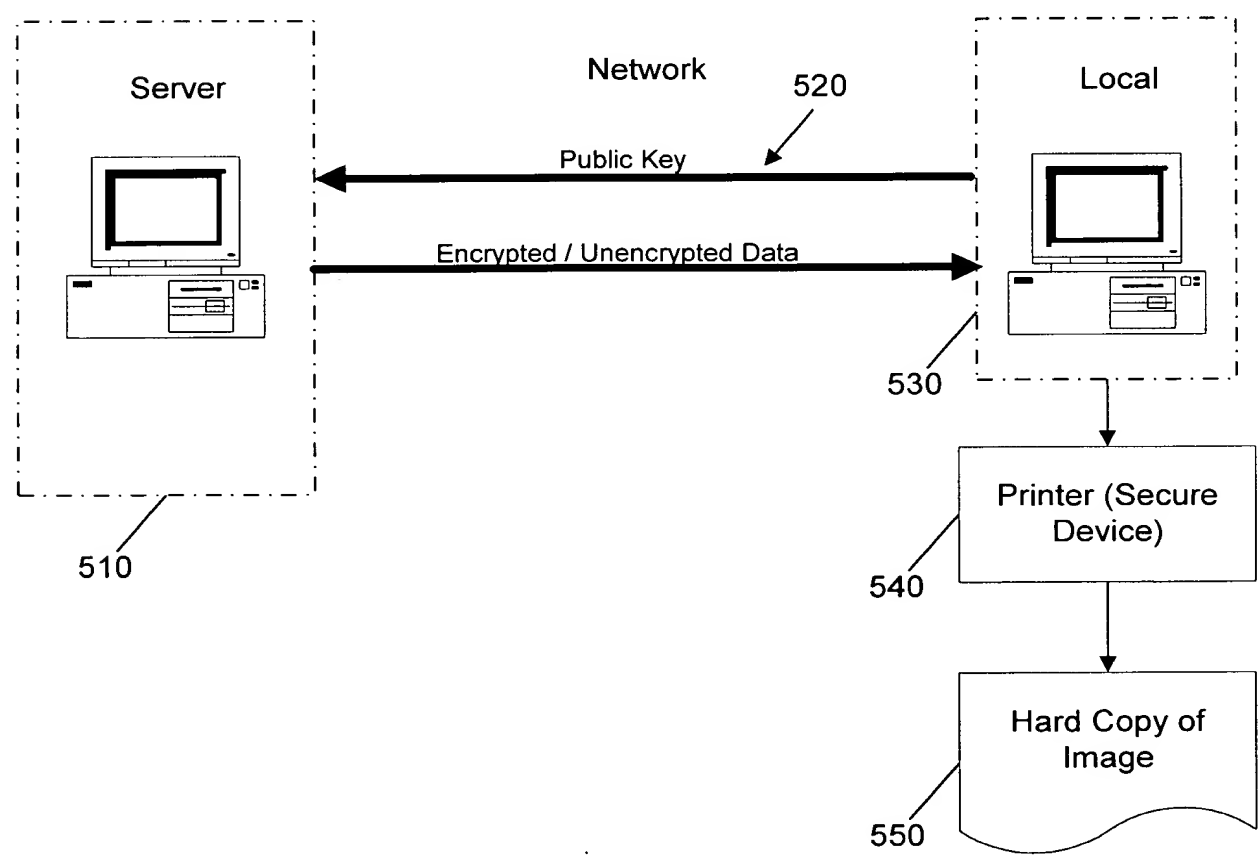 Server
Network
520
Local
Public Key
Encrypted / Unencrypted Data
530
Printer (Secure
Device)
510
540
Hard Copy of
Image
550